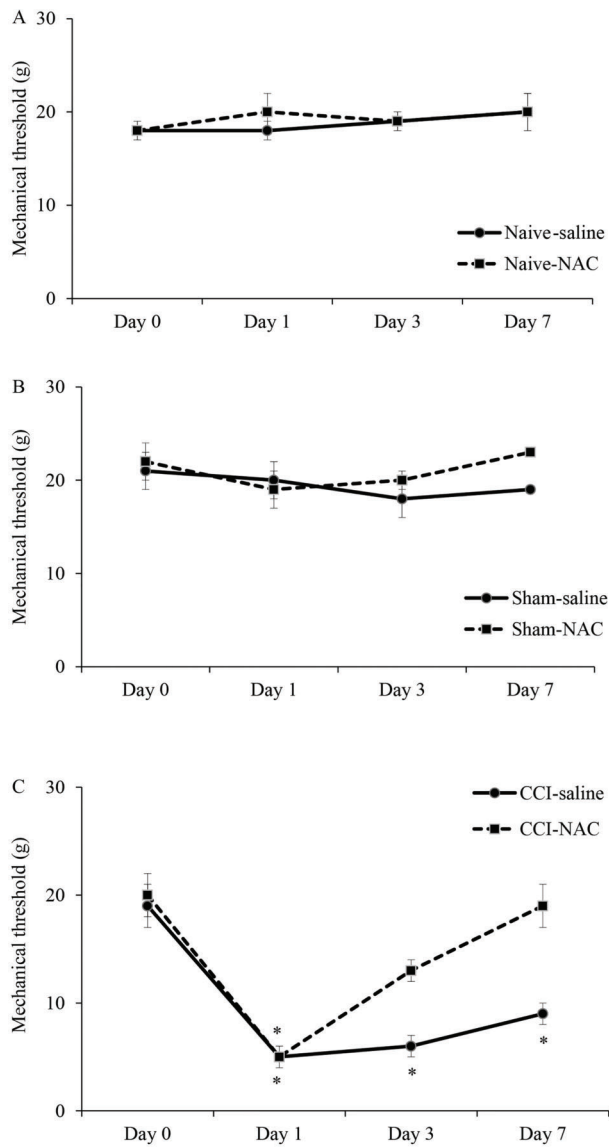 A
Mechanical threshold (g)
30
20
10
0
Naive-saline
Naive-NAC
Day 0 Day 1 Day 3 Day 7
B
Mechanical threshold (g)
30
20
10
0
Sham-saline
Sham-NAC
Day 0 Day 1 Day 3 Day 7
C
Mechanical threshold (g)
30
20
10
0
CCI-saline
CCI-NAC
*
*
*
*
Day 0 Day 1 Day 3 Day 7